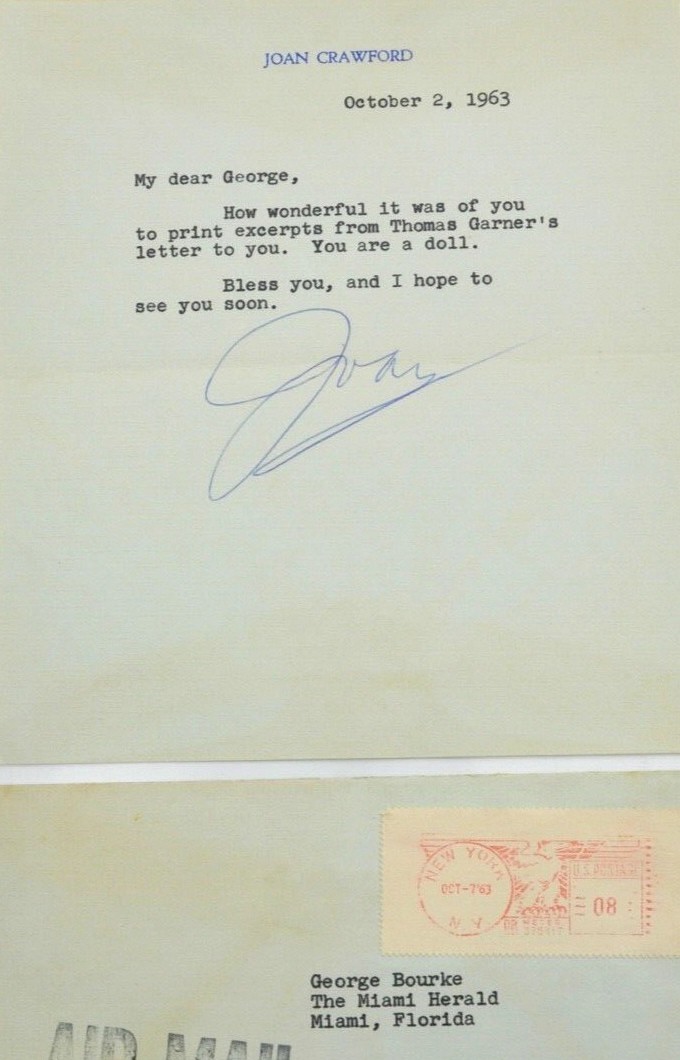 JOAN CRAWFORD
October 2, 1963
My dear George,
How wonderful it was of you
to print excerpts from Thomas Garner's
letter to you.  You are a doll.
Bless you, and I hope to
see you soon.
Joan
NEW YORK
OCT-7'63
N.Y.
U.S. POSTAGE
08
George Bourke
The Miami Herald
Miami, Florida
AIR MAIL